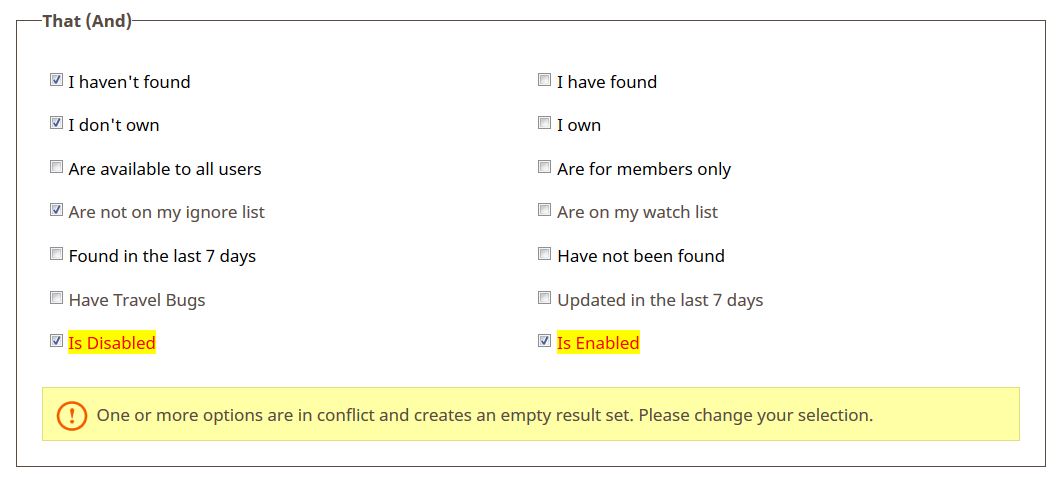 That (And)
I haven't found
I have found
I don't own
I own
Are available to all users
Are for members only
Are not on my ignore list
Are on my watch list
Found in the last 7 days
Have not been found
Have Travel Bugs
Updated in the last 7 days
Is Disabled
Is Enabled
One or more options are in conflict and creates an empty result set. Please change your selection.